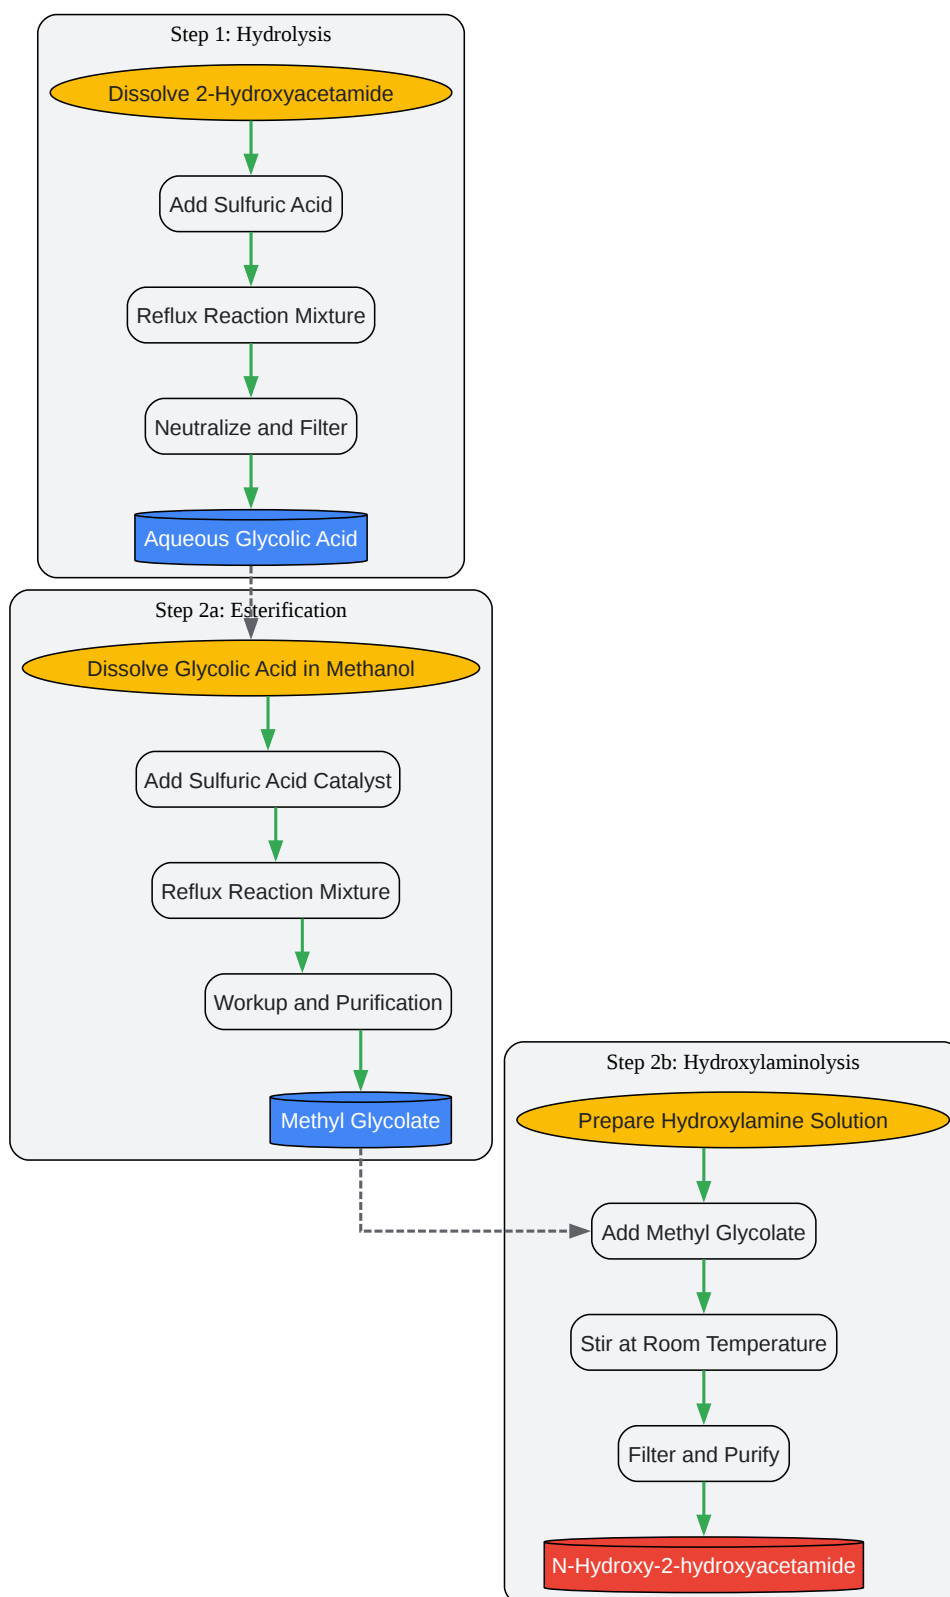 Step 1: Hydrolysis
Dissolve 2-Hydroxyacetamide
Add Sulfuric Acid
Reflux Reaction Mixture
Neutralize and Filter
Aqueous Glycolic Acid
Step 2a: Esterification
Dissolve Glycolic Acid in Methanol
Add Sulfuric Acid Catalyst
Reflux Reaction Mixture
Workup and Purification
Methyl Glycolate
Step 2b: Hydroxylaminolysis
Prepare Hydroxylamine Solution
Add Methyl Glycolate
Stir at Room Temperature
Filter and Purify
N-Hydroxy-2-hydroxyacetamide